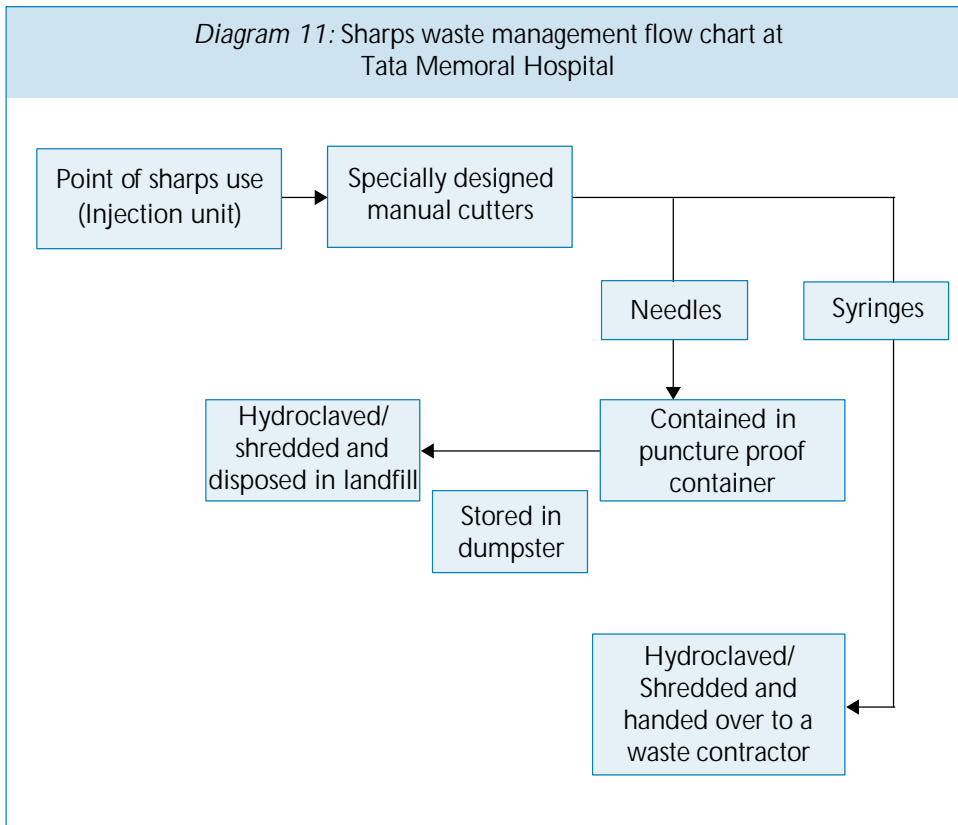 Diagram 11: Sharps waste management flow chart at
Tata Memoral Hospital
Point of sharps use
(Injection unit)
Specially designed
manual cutters
Needles
Syringes
Hydroclaved/
shredded and
disposed in landfill
Contained in
puncture proof
container
Stored in
dumpster
Hydroclaved/
Shredded and
handed over to a
waste contractor